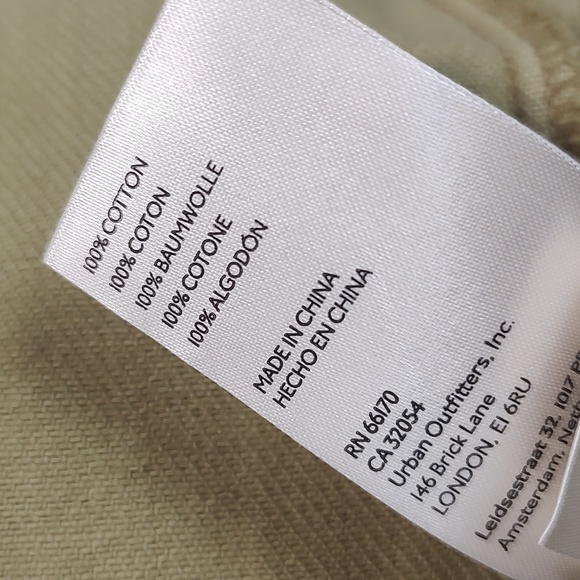 100% COTTON
100% COTON
100% BAUMWOLLE
100% COTONE
100% ALGODÓN
MADE IN CHINA
HECHO EN CHINA
RN 66170
CA 32054
Urban Outfitters, Inc.
146 Brick Lane
LONDON, E1 6RU
Leidsestraat 32, 1017
Amsterdam,